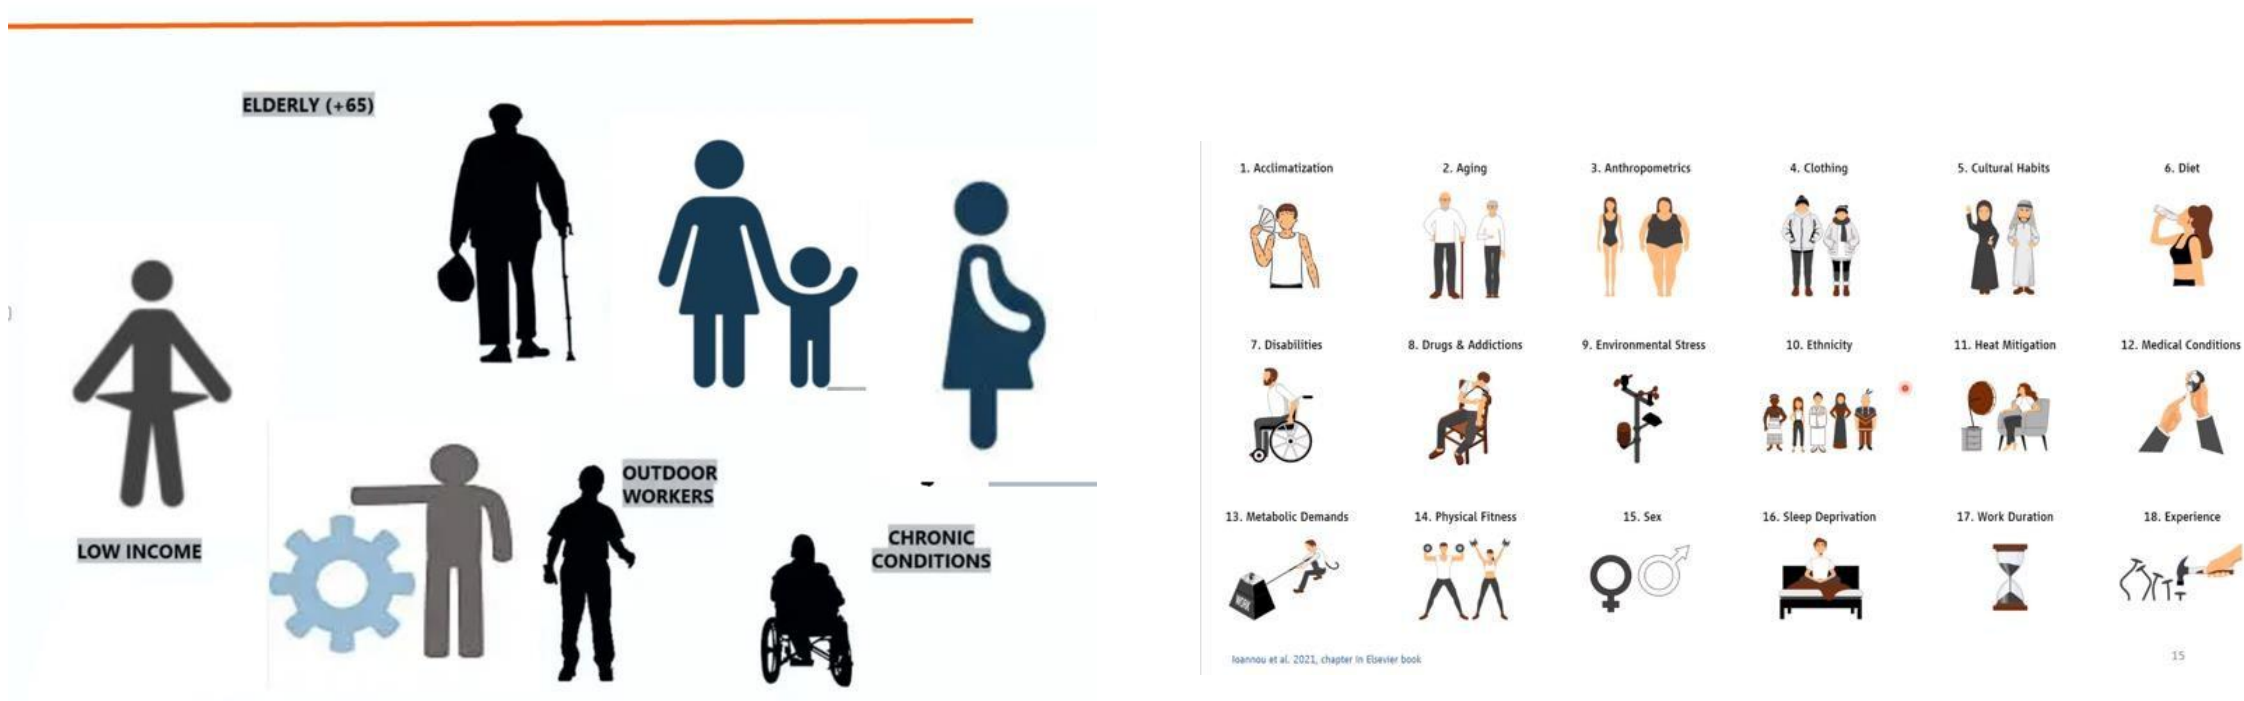 ELDERLY (+65)
OUTDOOR
WORKERS
LOW INCOME
CHRONIC
CONDITIONS
1. Acclimatization
2. Aging
3. Anthropometrics
4. Clothing
5. Cultural Habits
6. Diet
7. Disabilities
8. Drugs & Addictions
9. Environmental Stress
10. Ethnicity
11. Heat Mitigation
12. Medical Conditions
13. Metabolic Demands
14. Physical Fitness
15. Sex
16. Sleep Deprivation
17. Work Duration
18. Experience
WORK
Ioannou et al. 2021, chapter in Elsevier book
15